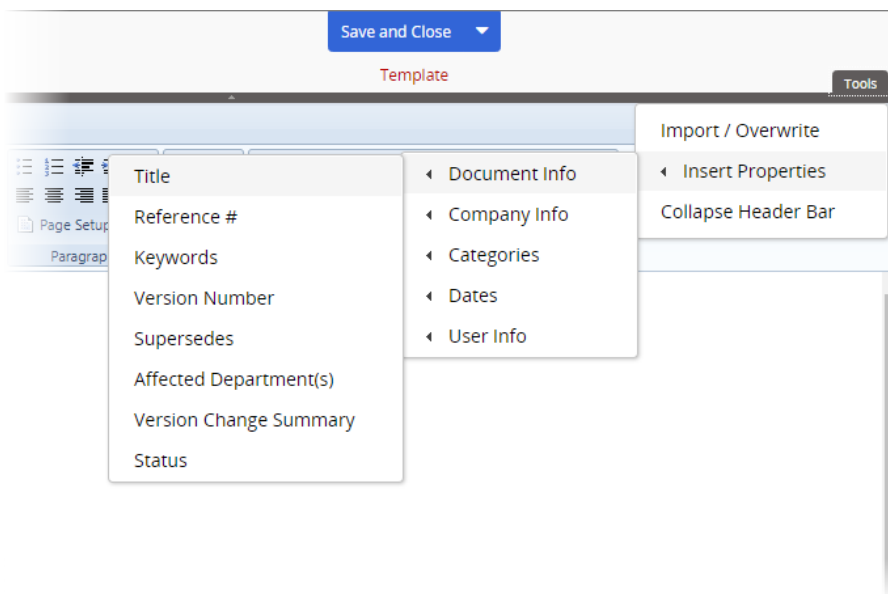 Save and Close
Template
Tools
Import / Overwrite
Insert Properties
Collapse Header Bar
Document Info
Company Info
Categories
Dates
User Info
Title
Reference #
Keywords
Version Number
Supersedes
Affected Department(s)
Version Change Summary
Status
Page Setup
Paragrap